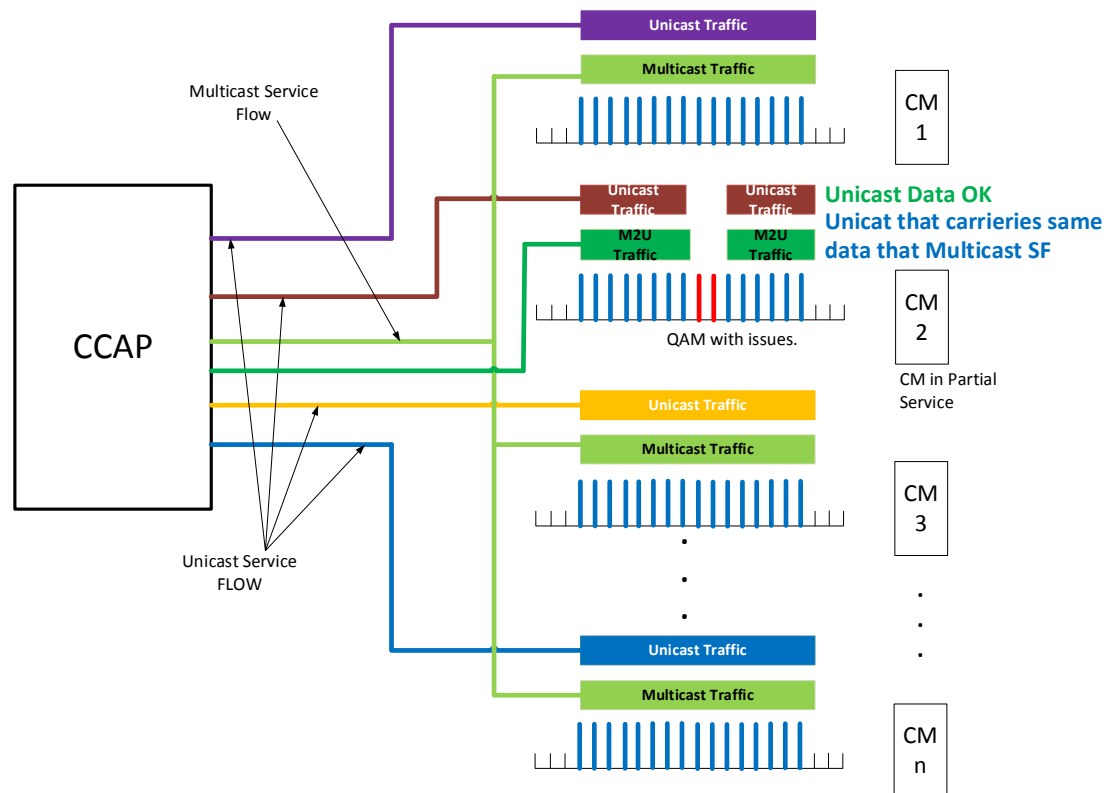 Unicast Traffic
Multicast Service
Flow
Multicast Traffic
CM
1
CCAP
Unicast
Traffic
Unicast
Traffic
Unicast Data OK
Unicat that carrieries same
data that Multicast SF
M2U
Traffic
M2U
Traffic
QAM with issues.
CM
2
CM in Partial
Service
Unicast Traffic
Multicast Traffic
CM
3
Unicast Service
FLOW
Unicast Traffic
Multicast Traffic
CM
n